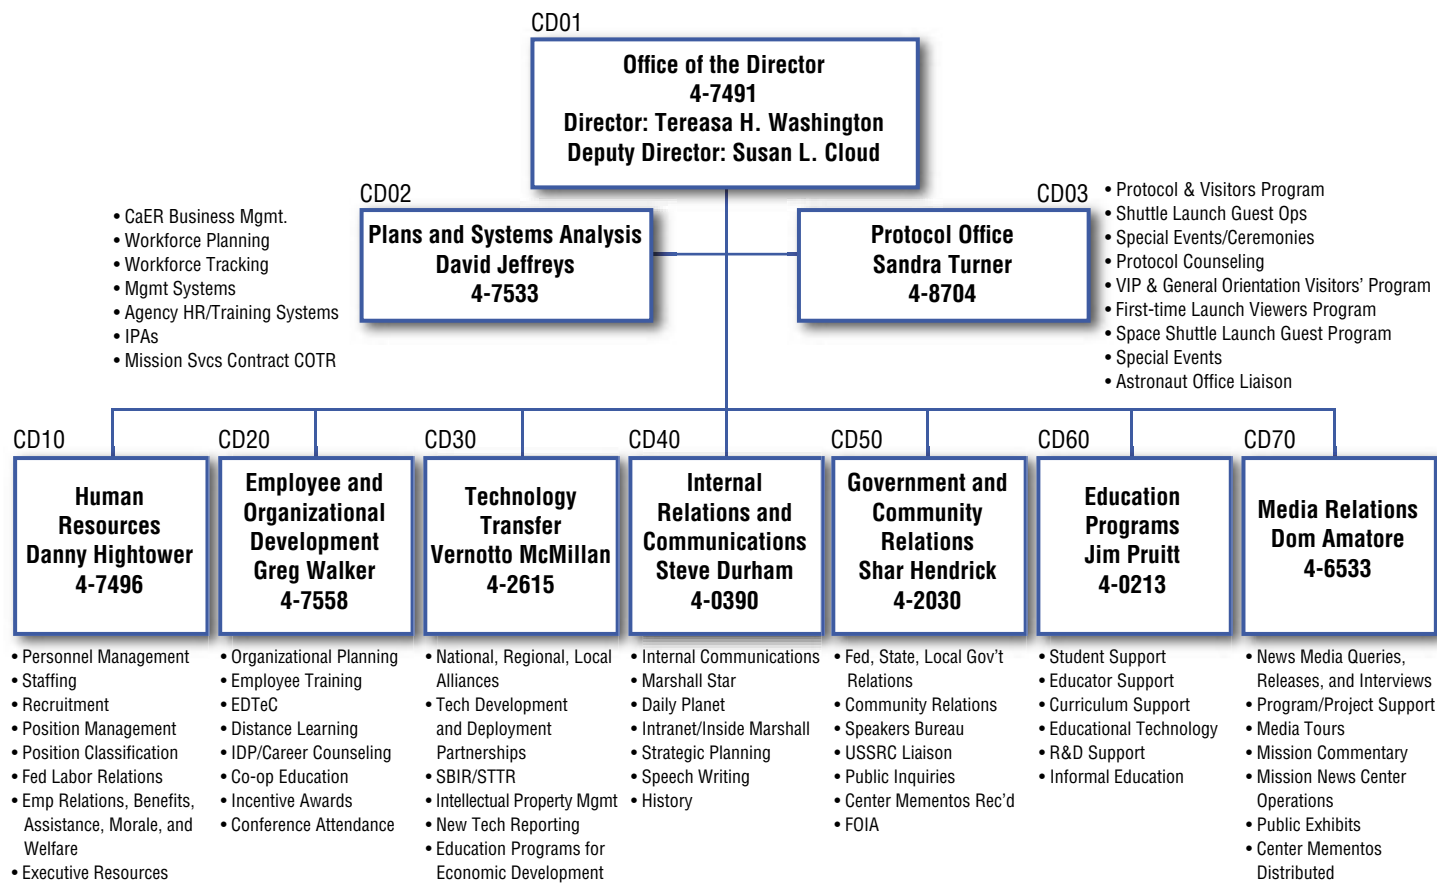 CD01
Office of the Director
4-7491
Director: Tereasa H. Washington
Deputy Director: Susan L. Cloud
CD02
Plans and Systems Analysis
David Jeffreys
4-7533
• CaER Business Mgmt.
• Workforce Planning
• Workforce Tracking
• Mgmt Systems
• Agency HR/Training Systems
• IPAs
• Mission Svcs Contract COTR
CD03
Protocol Office
Sandra Turner
4-8704
• Protocol & Visitors Program
• Shuttle Launch Guest Ops
• Special Events/Ceremonies
• Protocol Counseling
• VIP & General Orientation Visitors' Program
• First-time Launch Viewers Program
• Space Shuttle Launch Guest Program
• Special Events
• Astronaut Office Liaison
CD10
Human
Resources
Danny Hightower
4-7496
• Personnel Management
• Staffing
• Recruitment
• Position Management
• Position Classification
• Fed Labor Relations
• Emp Relations, Benefits,
Assistance, Morale, and
Welfare
• Executive Resources
CD20
Employee and
Organizational
Development
Greg Walker
4-7558
• Organizational Planning
• Employee Training
• EDTeC
• Distance Learning
• IDP/Career Counseling
• Co-op Education
• Incentive Awards
• Conference Attendance
CD30
Technology
Transfer
Vernotto McMillan
4-2615
• National, Regional, Local
Alliances
• Tech Development
and Deployment
Partnerships
• SBIR/STTR
• Intellectual Property Mgmt
• New Tech Reporting
• Education Programs for
Economic Development
CD40
Internal
Relations and
Communications
Steve Durham
4-0390
• Internal Communications
• Marshall Star
• Daily Planet
• Intranet/Inside Marshall
• Strategic Planning
• Speech Writing
• History
CD50
Government and
Community
Relations
Shar Hendrick
4-2030
• Fed, State, Local Gov't
Relations
• Community Relations
• Speakers Bureau
• USSRC Liaison
• Public Inquiries
• Center Mementos Rec'd
• FOIA
CD60
Education
Programs
Jim Pruitt
4-0213
• Student Support
• Educator Support
• Curriculum Support
• Educational Technology
• R&D Support
• Informal Education
CD70
Media Relations
Dom Amatore
4-6533
• News Media Queries,
Releases, and Interviews
• Program/Project Support
• Media Tours
• Mission Commentary
• Mission News Center
Operations
• Public Exhibits
• Center Mementos
Distributed